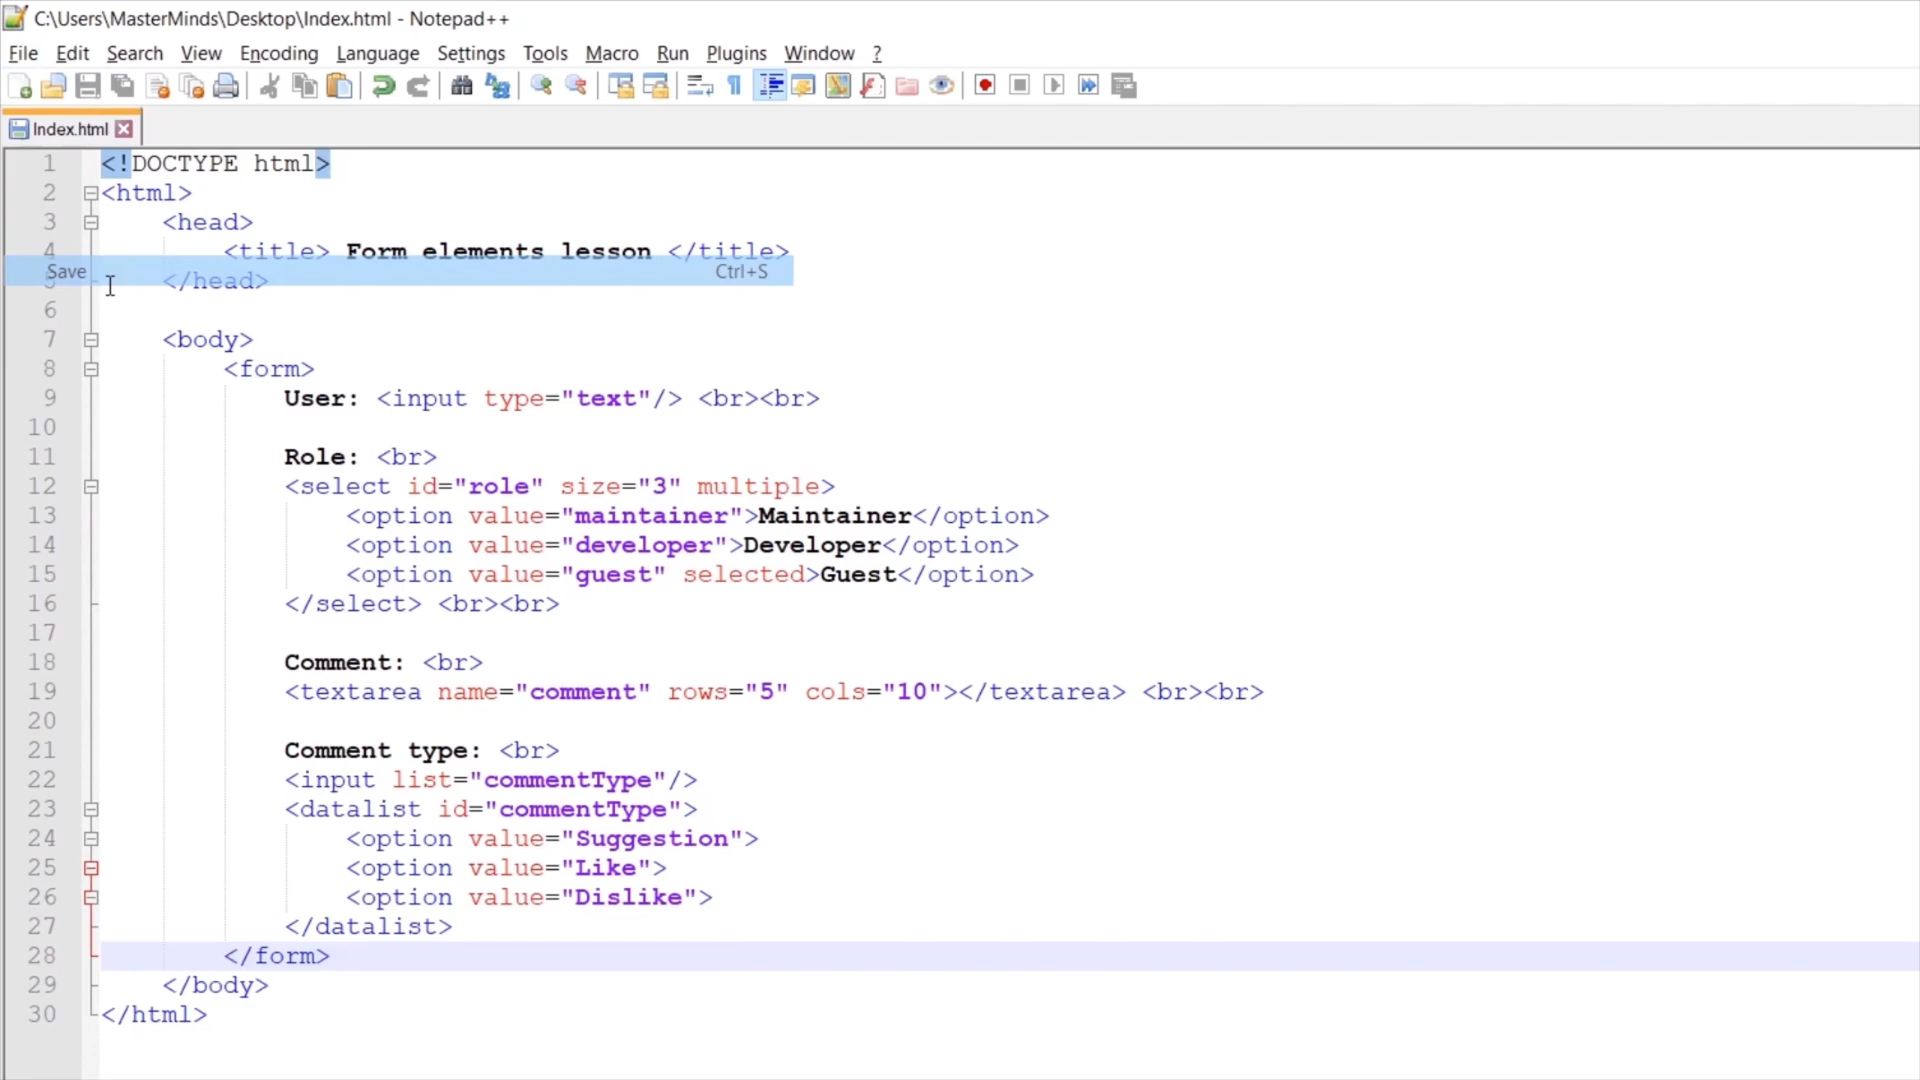 C:\Users\MasterMinds\Desktop\Index.html - Notepad++
File Edit Search View Encoding Language Settings Tools Macro Run Plugins Window ?
Index.html
1 <!DOCTYPE html>
2 <html>
3 <head>
4 <title> Form elements lesson </title>
Save Ctrl+S
5 </head>
6
7 <body>
8 <form>
9 User: <input type="text"/> <br><br>
10
11 Role: <br>
12 <select id="role" size="3" multiple>
13 <option value="maintainer">Maintainer</option>
14 <option value="developer">Developer</option>
15 <option value="guest" selected>Guest</option>
16 </select> <br><br>
17
18 Comment: <br>
19 <textarea name="comment" rows="5" cols="10"></textarea> <br><br>
20
21 Comment type: <br>
22 <input list="commentType"/>
23 <datalist id="commentType">
24 <option value="Suggestion">
25 <option value="Like">
26 <option value="Dislike">
27 </datalist>
28 </form>
29 </body>
30 </html>